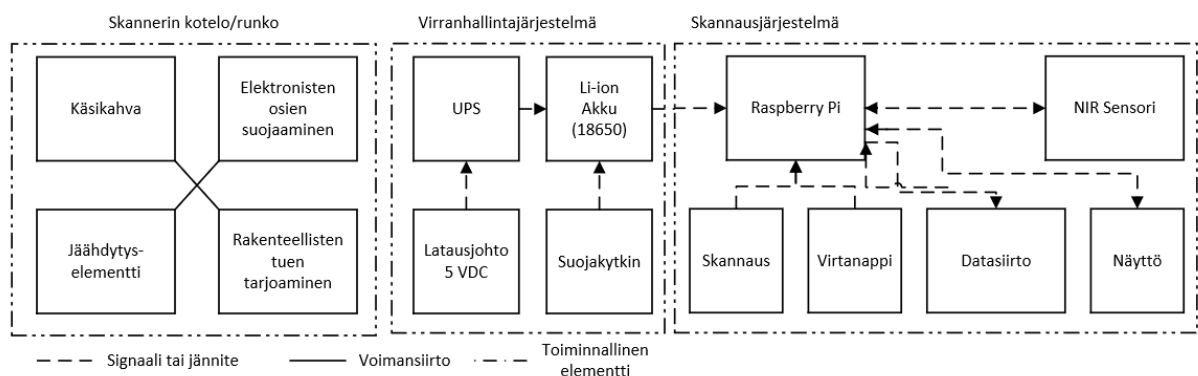 Skannerin kotelo/runko
Virranhallintajärjestelmä
Skannausjärjestelmä
Käsikahva
Elektronisten
osien
suojaaminen
UPS
Li-ion
Akku
(18650)
Raspberry Pi
NIR Sensori
Jäähdytys-
elementti
Rakenteellisten
tuen
tarjoaminen
Latausjohto
5 VDC
Suojakytkin
Skannaus
Virtanappi
Datasiirto
Näyttö
Signaali tai jännite
Voimansiirto
Toiminnallinen
elementti